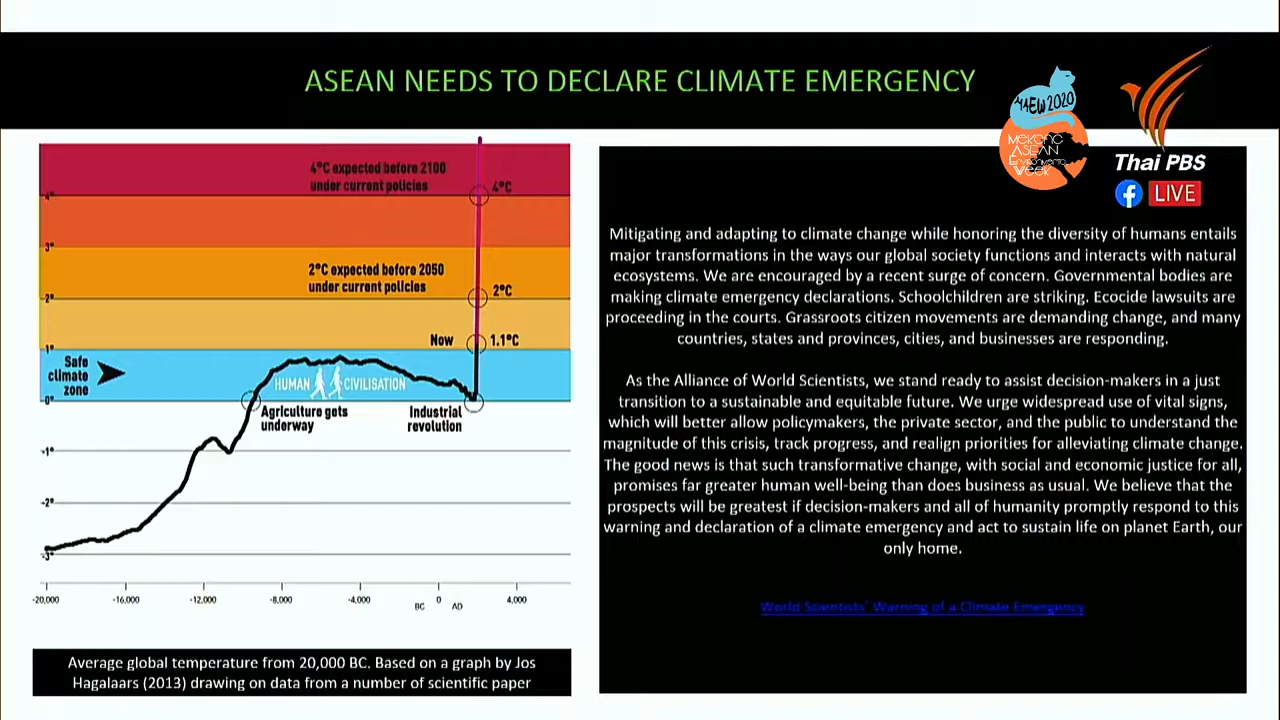 ASEAN NEEDS TO DECLARE CLIMATE EMERGENCY
MAEW2020
MEKONG
ASEAN
ENVIRONMENTAL
WEEK
Thai PBS
LIVE
4°C expected before 2100
under current policies
4°C
4°
3°
2°C expected before 2050
under current policies
2°C
2°
Now
1.1°C
1°
Safe
climate
zone
HUMAN CIVILISATION
0°
Agriculture gets
underway
Industrial
revolution
-1°
-2°
-3°
-20,000 -16,000 -12,000 -8,000 -4,000 0 4,000
BC AD
Average global temperature from 20,000 BC. Based on a graph by Jos
Hagalaars (2013) drawing on data from a number of scientific paper
Mitigating and adapting to climate change while honoring the diversity of humans entails
major transformations in the ways our global society functions and interacts with natural
ecosystems. We are encouraged by a recent surge of concern. Governmental bodies are
making climate emergency declarations. Schoolchildren are striking. Ecocide lawsuits are
proceeding in the courts. Grassroots citizen movements are demanding change, and many
countries, states and provinces, cities, and businesses are responding.
As the Alliance of World Scientists, we stand ready to assist decision-makers in a just
transition to a sustainable and equitable future. We urge widespread use of vital signs,
which will better allow policymakers, the private sector, and the public to understand the
magnitude of this crisis, track progress, and realign priorities for alleviating climate change.
The good news is that such transformative change, with social and economic justice for all,
promises far greater human well-being than does business as usual. We believe that the
prospects will be greatest if decision-makers and all of humanity promptly respond to this
warning and declaration of a climate emergency and act to sustain life on planet Earth, our
only home.
World Scientists' Warning of a Climate Emergency